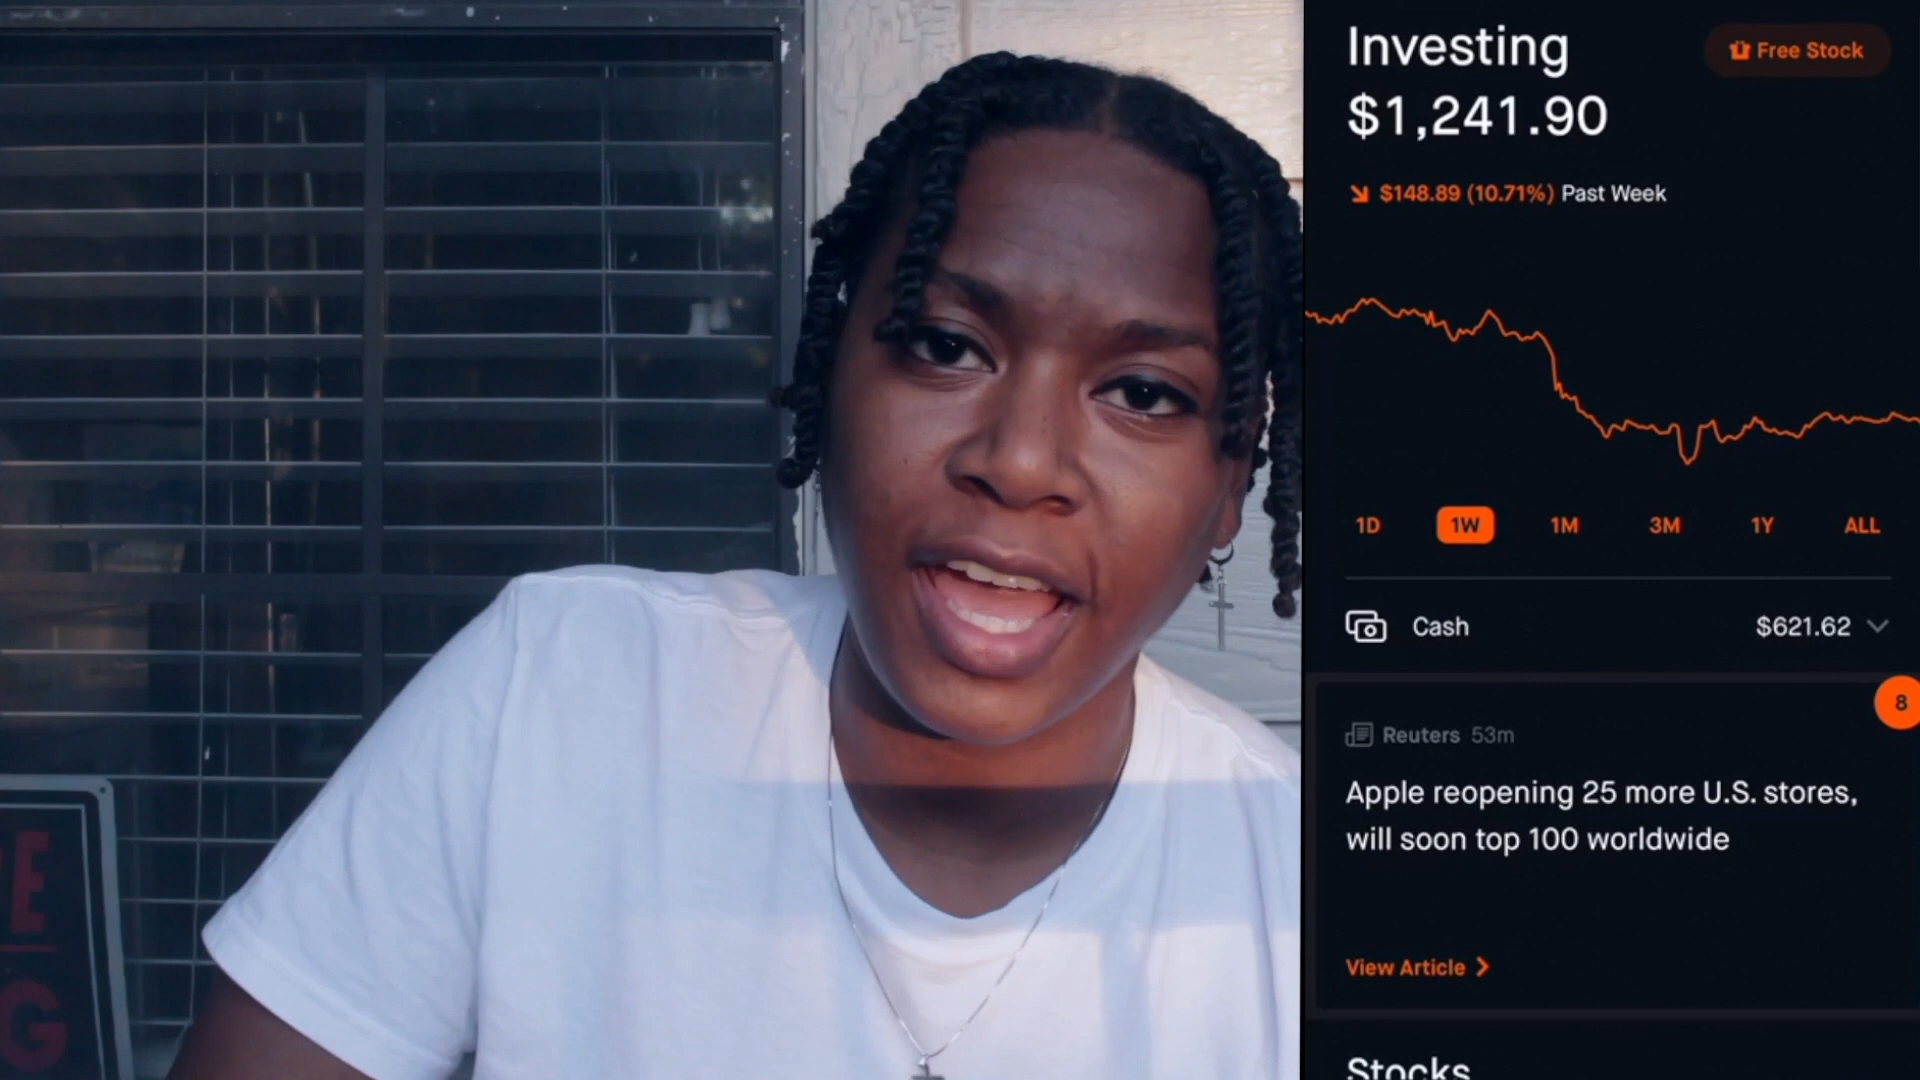 E
G
Investing
Free Stock
$1,241.90
$148.89 (10.71%) Past Week
1D 1W 1M 3M 1Y ALL
Cash $621.62
8
Reuters 53m
Apple reopening 25 more U.S. stores,
will soon top 100 worldwide
View Article
Stocks